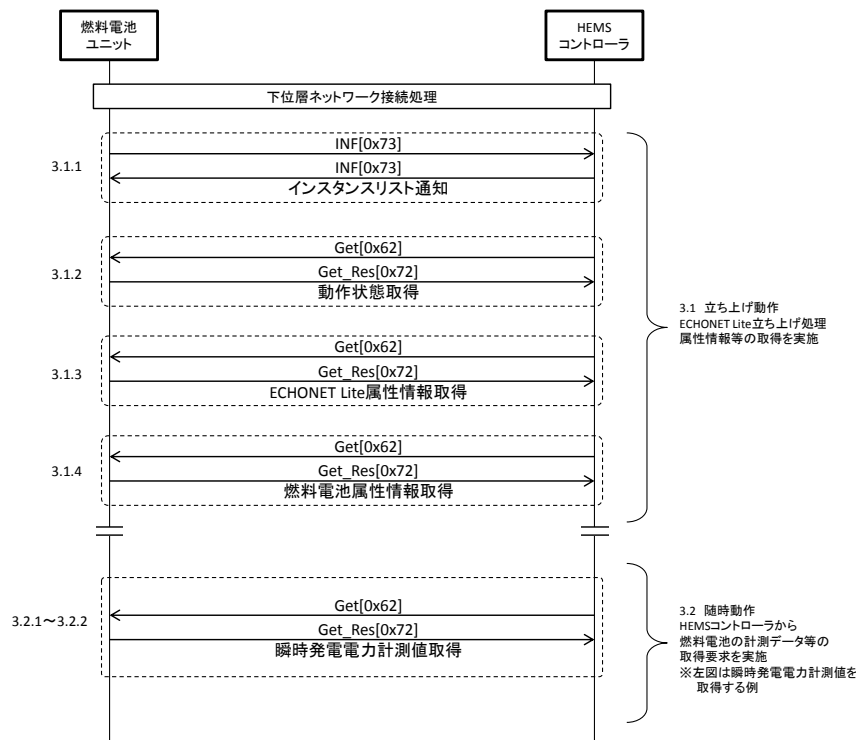 燃料電池
ユニット
HEMS
コントローラ
下位層ネットワーク接続処理
3.1.1
INF[0x73]
INF[0x73]
インスタンスリスト通知
3.1.2
Get[0x62]
Get_Res[0x72]
動作状態取得
3.1.3
Get[0x62]
Get_Res[0x72]
ECHONET Lite属性情報取得
3.1.4
Get[0x62]
Get_Res[0x72]
燃料電池属性情報取得
3.1 立ち上げ動作
ECHONET Lite立ち上げ処理
属性情報等の取得を実施
3.2.1～3.2.2
Get[0x62]
Get_Res[0x72]
瞬時発電電力計測値取得
3.2 随時動作
HEMSコントローラから
燃料電池の計測データ等の
取得要求を実施
※左図は瞬時発電電力計測値を
取得する例